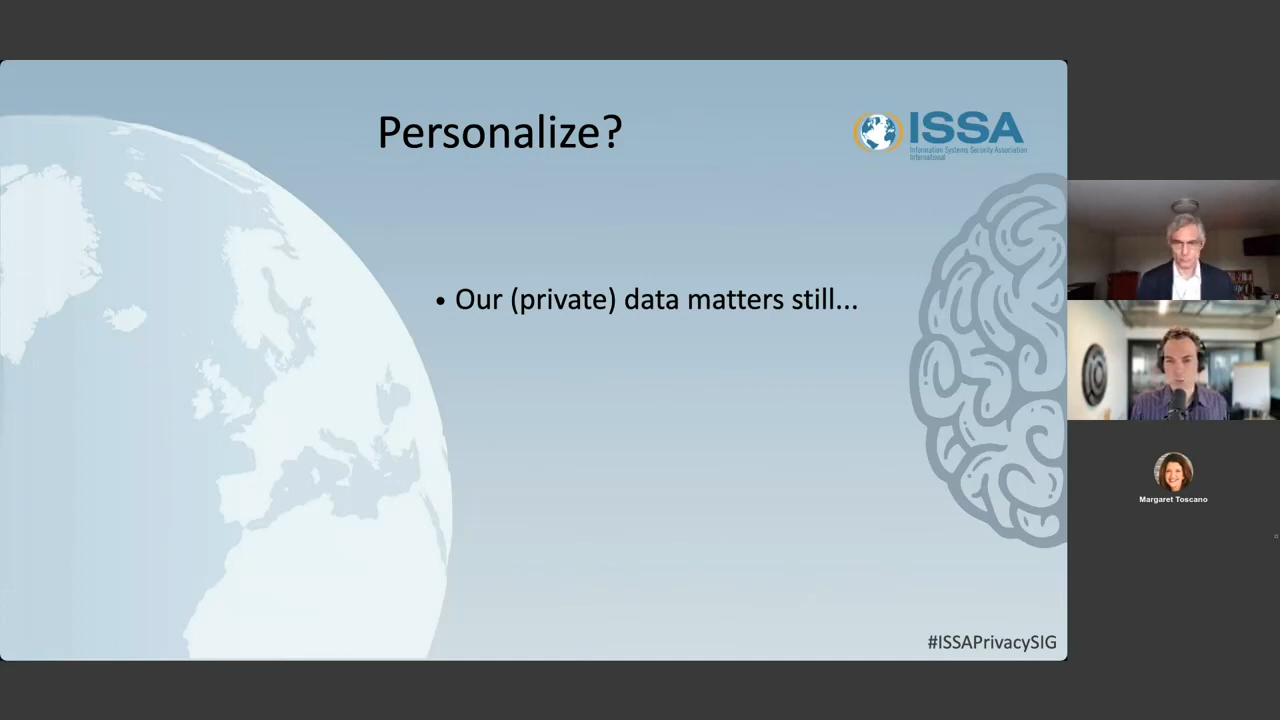 Personalize?
ISSA
Information Systems Security Association
International
• Our (private) data matters still...
Margaret Toscano
#ISSAPrivacySIG